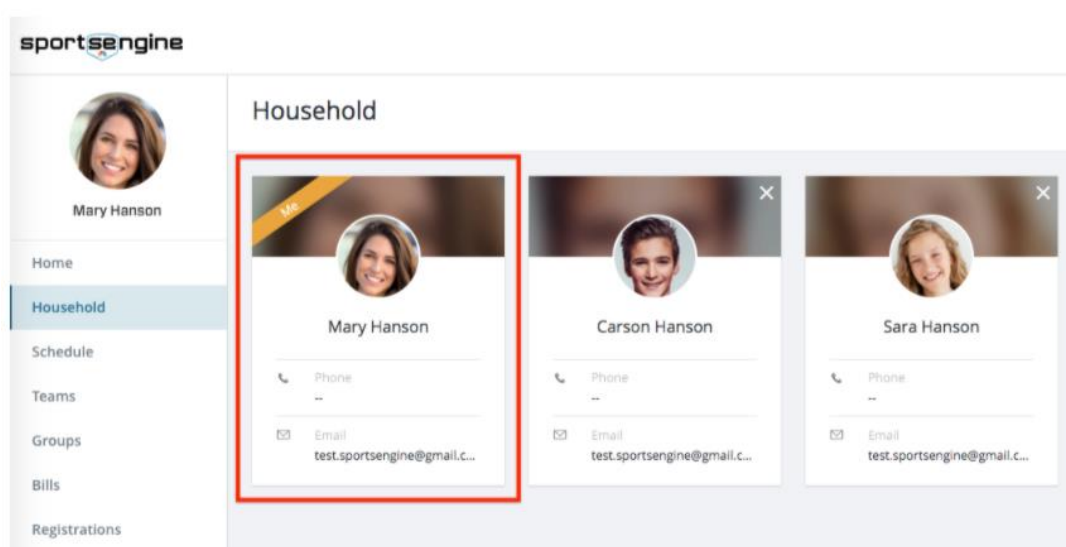 sportsengine
Mary Hanson
Home
Household
Schedule
Teams
Groups
Bills
Registrations
Household
Me
Mary Hanson
Phone
--
Email
test.sportsengine@gmail.c...
Carson Hanson
Phone
--
Email
test.sportsengine@gmail.c...
Sara Hanson
Phone
--
Email
test.sportsengine@gmail.c...